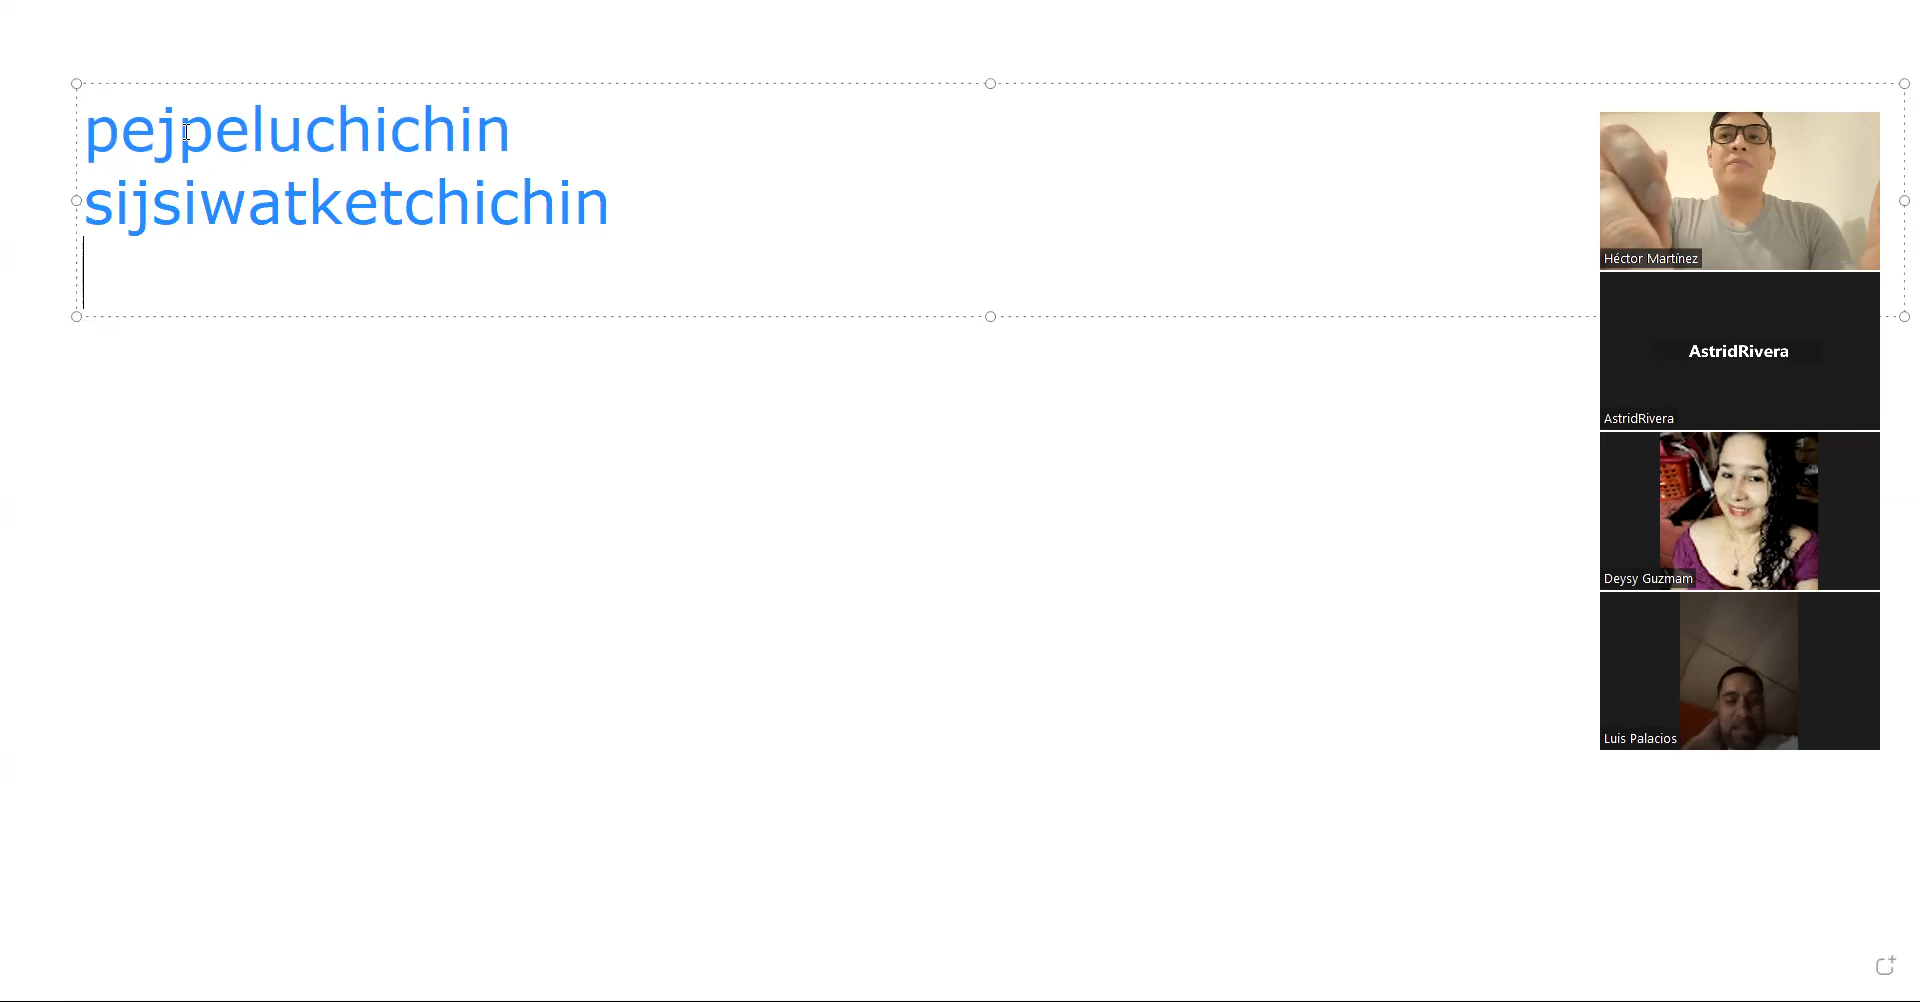 pejpeluchichin
sijsiwatketchichin
Héctor Martínez
AstridRivera
AstridRivera
Deysy Guzmam
Luis Palacios